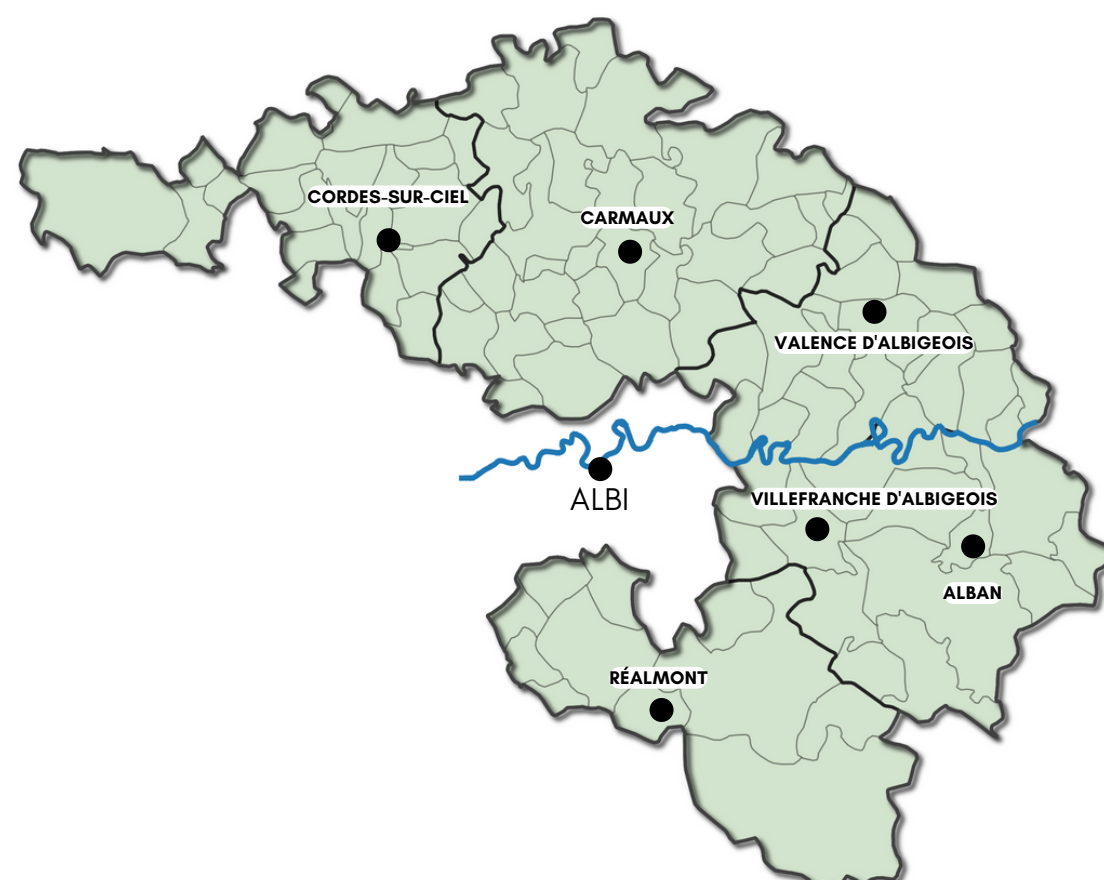 CORDES-SUR-CIEL
CARMAUX
VALENCE D'ALBIGEOIS
ALBI
VILLEFRANCHE D'ALBIGEOIS
ALBAN
RÉALMONT